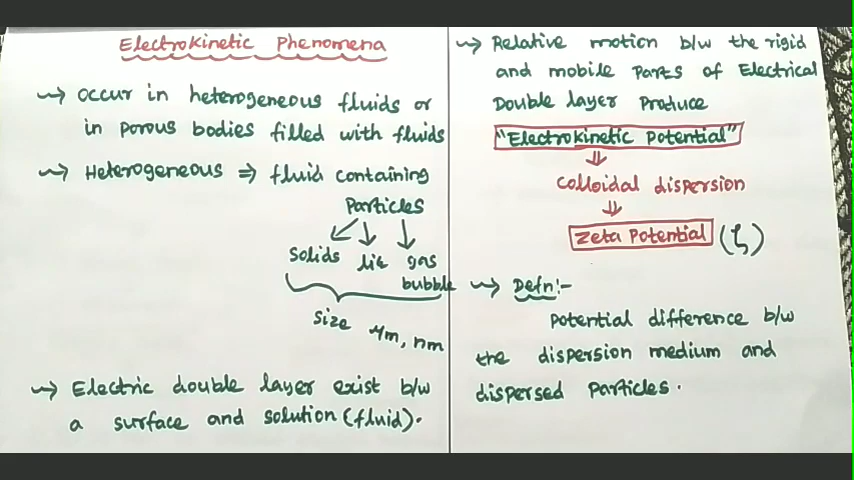 Electrokinetic Phenomena
~> occur in heterogeneous fluids or
in porous bodies filled with fluids
~> Heterogeneous ⇒ fluid containing
Particles
solids liq gas
bubble
size μm, nm
~> Electric double layer exist b/w
a surface and solution (fluid).
~> Relative motion b/w the rigid
and mobile parts of Electrical
Double layer Produce
"Electrokinetic Potential"
⇓
colloidal dispersion
⇓
Zeta Potential (ζ)
~> Defn:-
Potential difference b/w
the dispersion medium and
dispersed particles.